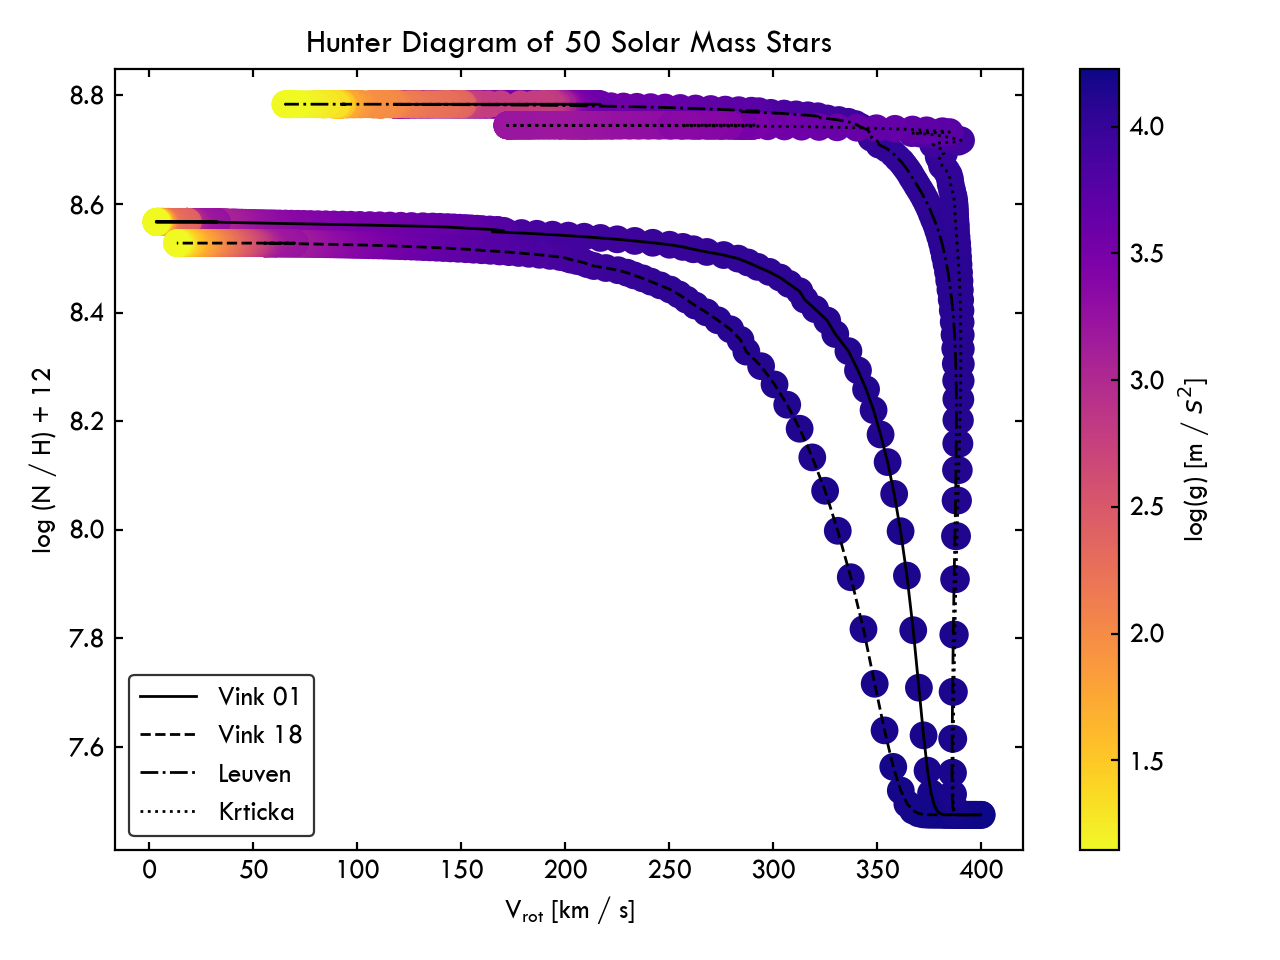 Hunter Diagram of 50 Solar Mass Stars
8.8
8.6
8.4
8.2
8.0
7.8
7.6
log (N / H) + 12
Vink 01
Vink 18
Leuven
Krticka
0 50 100 150 200 250 300 350 400
V_rot [km / s]
4.0
3.5
3.0
2.5
2.0
1.5
log(g) [m / s²]